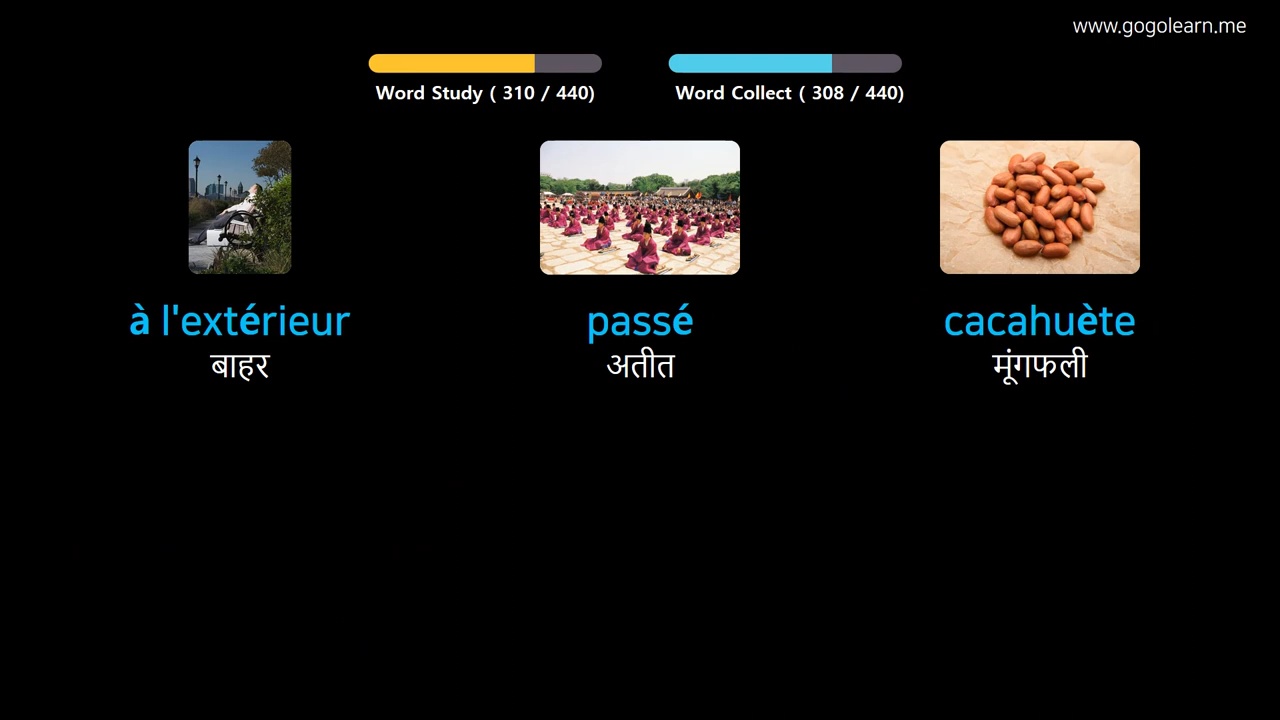 www.gogolearn.me
Word Study ( 310 / 440)
Word Collect ( 308 / 440)
à l'extérieur
बाहर
passé
अतीत
cacahuète
मूंगफली